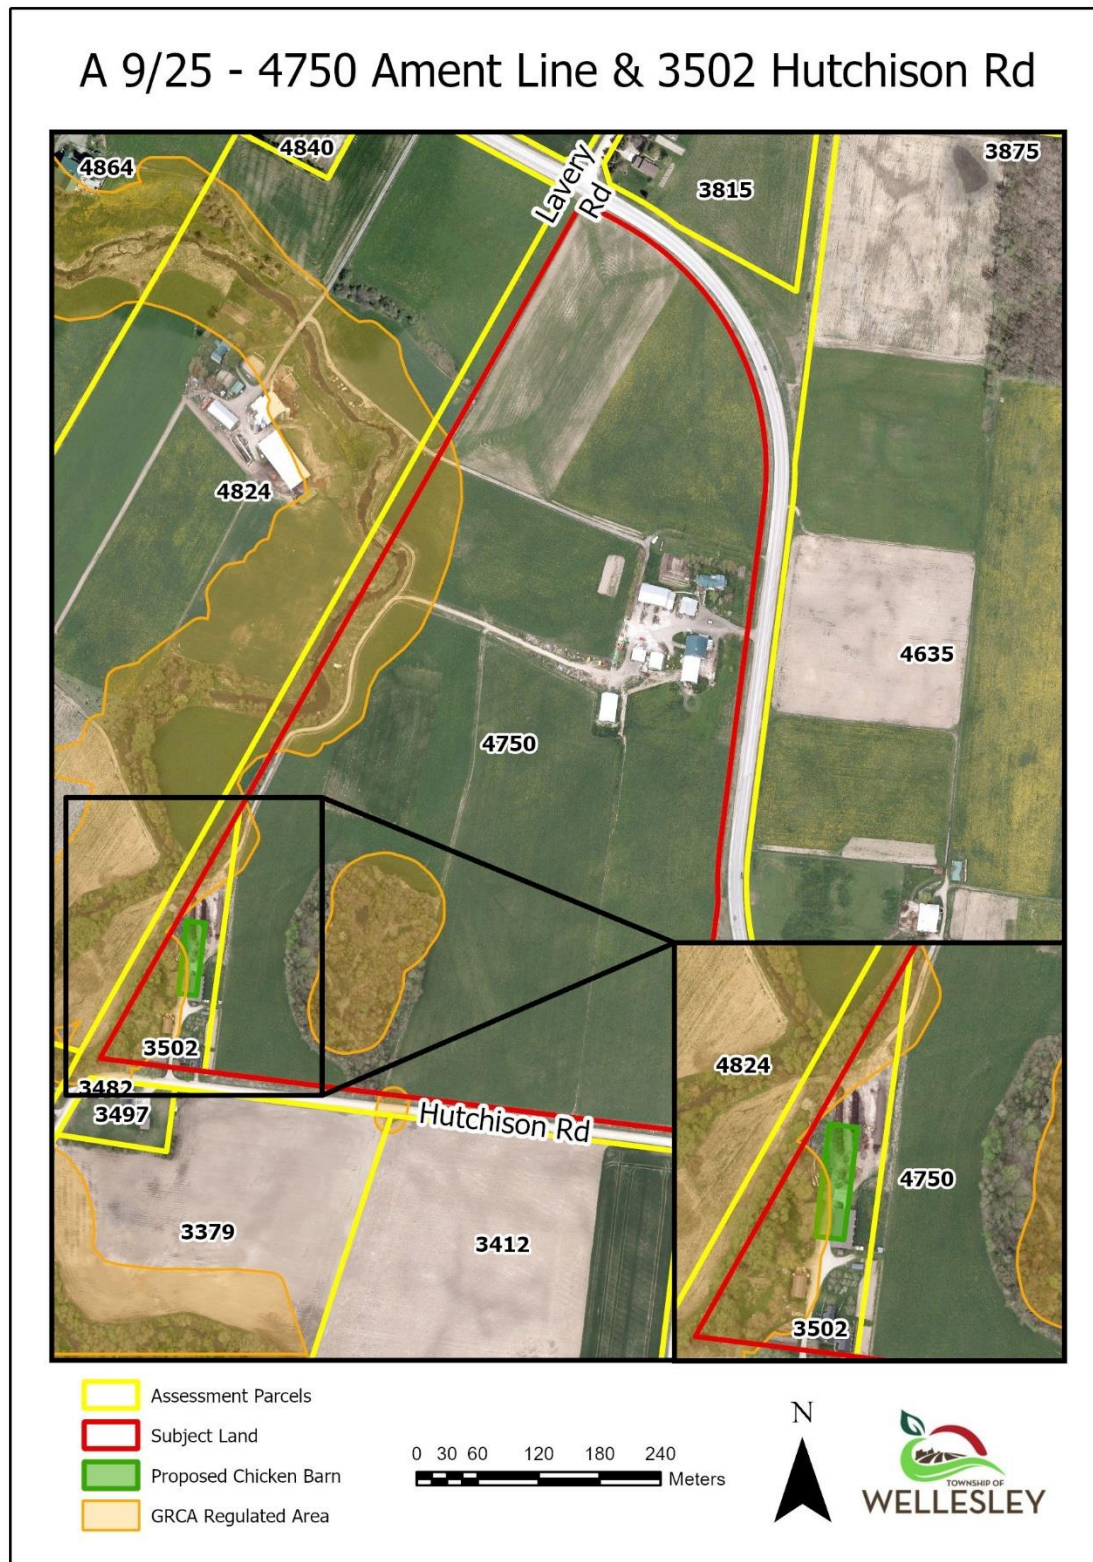 A 9/25 - 4750 Ament Line & 3502 Hutchison Rd
4864
4840
Lavery
Rd
3815
3875
4824
4635
4750
3502
3482
3497
Hutchison Rd
3379
3412
4824
4750
3502
Assessment Parcels
Subject Land
Proposed Chicken Barn
GRCA Regulated Area
0 30 60 120 180 240
Meters
N
TOWNSHIP OF
WELLESLEY